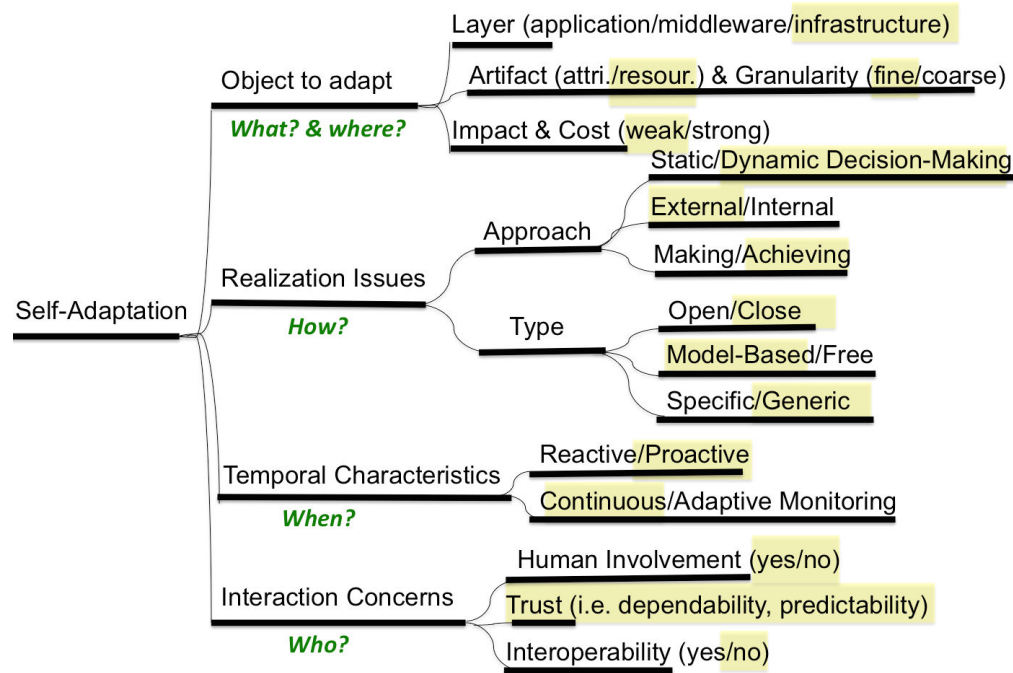 Layer (application/middleware/infrastructure)
Object to adapt
Artifact (attri./resour.) & Granularity (fine/coarse)
What? & where?
Impact & Cost (weak/strong)
Static/Dynamic Decision-Making
External/Internal
Approach
Making/Achieving
Realization Issues
Self-Adaptation
How?
Type
Open/Close
Model-Based/Free
Specific/Generic
Reactive/Proactive
Temporal Characteristics
Continuous/Adaptive Monitoring
When?
Human Involvement (yes/no)
Interaction Concerns
Trust (i.e. dependability, predictability)
Who?
Interoperability (yes/no)